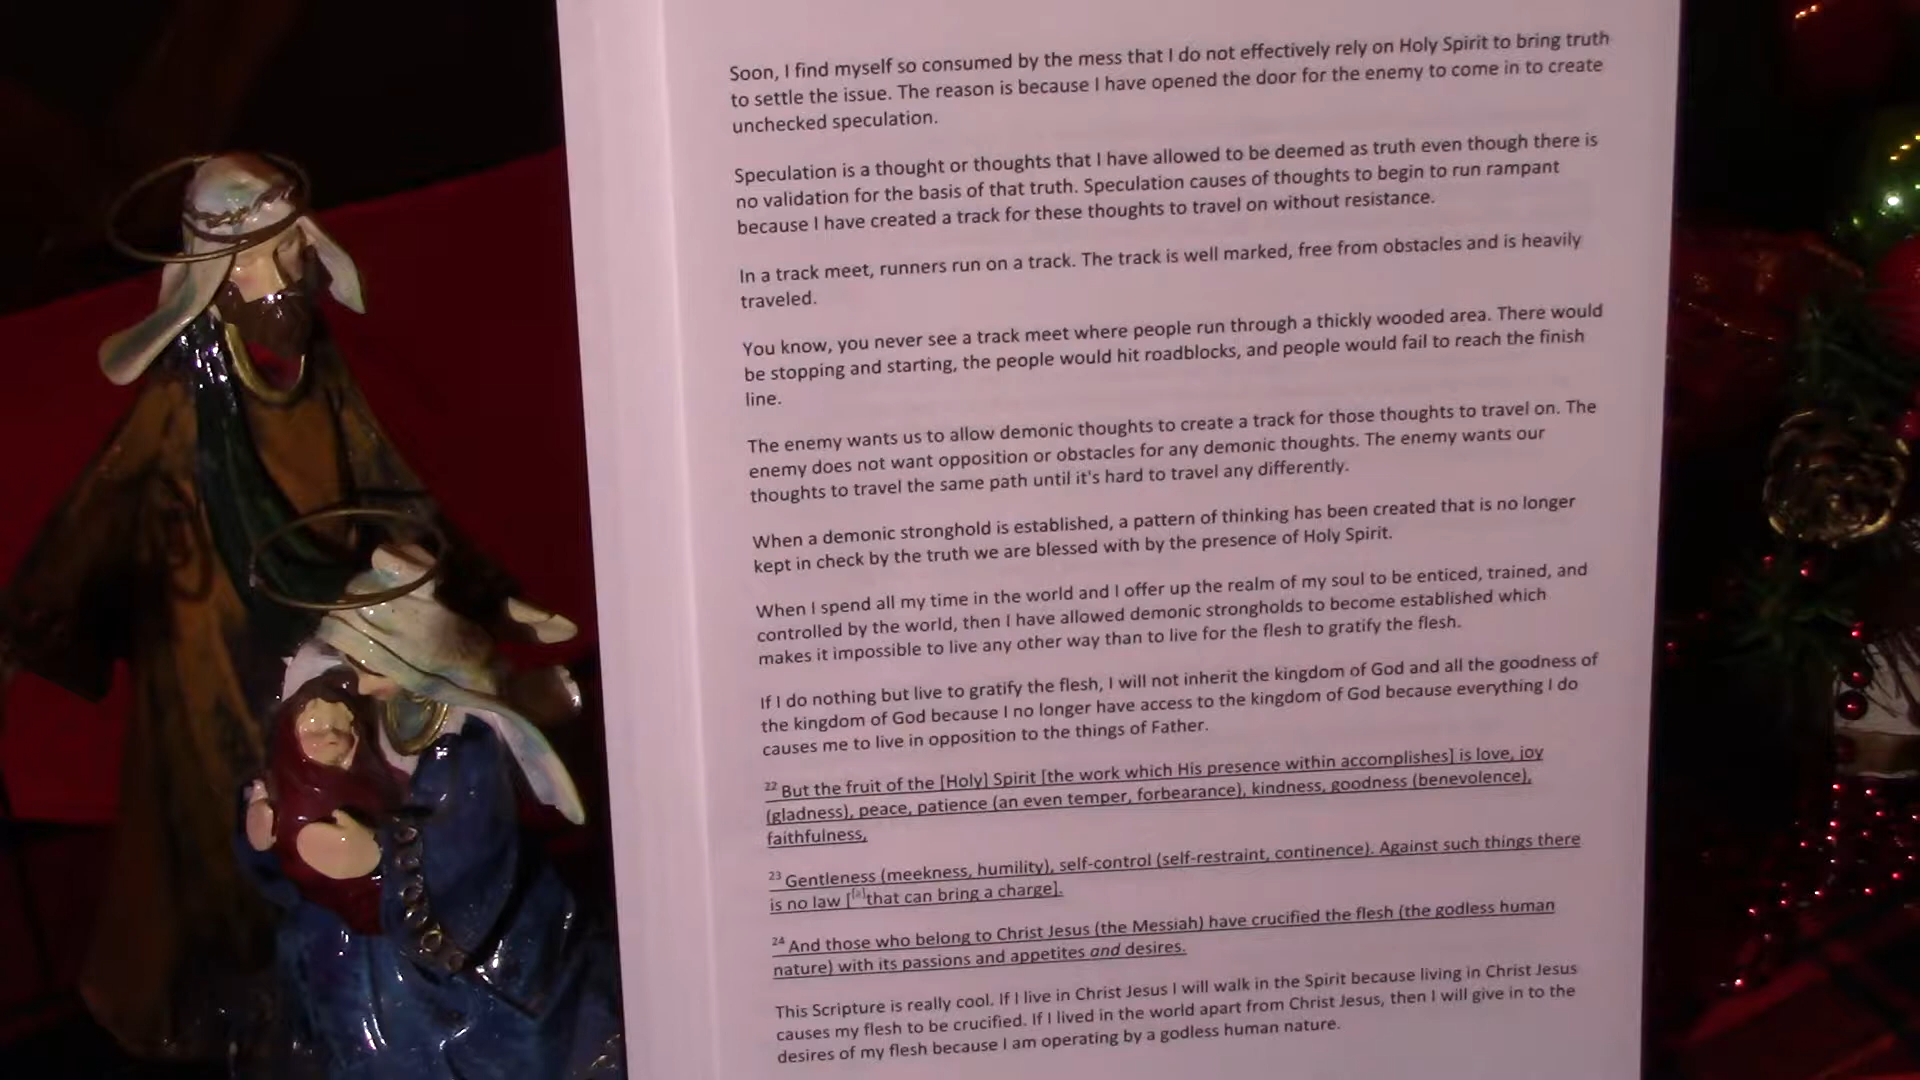 Soon, I find myself so consumed by the mess that I do not effectively rely on Holy Spirit to bring truth
to settle the issue. The reason is because I have opened the door for the enemy to come in to create
unchecked speculation.
Speculation is a thought or thoughts that I have allowed to be deemed as truth even though there is
no validation for the basis of that truth. Speculation causes of thoughts to begin to run rampant
because I have created a track for these thoughts to travel on without resistance.
In a track meet, runners run on a track. The track is well marked, free from obstacles and is heavily
traveled.
You know, you never see a track meet where people run through a thickly wooded area. There would
be stopping and starting, the people would hit roadblocks, and people would fail to reach the finish
line.
The enemy wants us to allow demonic thoughts to create a track for those thoughts to travel on. The
enemy does not want opposition or obstacles for any demonic thoughts. The enemy wants our
thoughts to travel the same path until it's hard to travel any differently.
When a demonic stronghold is established, a pattern of thinking has been created that is no longer
kept in check by the truth we are blessed with by the presence of Holy Spirit.
When I spend all my time in the world and I offer up the realm of my soul to be enticed, trained, and
controlled by the world, then I have allowed demonic strongholds to become established which
makes it impossible to live any other way than to live for the flesh to gratify the flesh.
If I do nothing but live to gratify the flesh, I will not inherit the kingdom of God and all the goodness of
the kingdom of God because I no longer have access to the kingdom of God because everything I do
causes me to live in opposition to the things of Father.
22 But the fruit of the [Holy] Spirit [the work which His presence within accomplishes] is love, joy
(gladness), peace, patience (an even temper, forbearance), kindness, goodness (benevolence),
faithfulness,
23 Gentleness (meekness, humility), self-control (self-restraint, continence). Against such things there
is no law [[a]that can bring a charge].
24 And those who belong to Christ Jesus (the Messiah) have crucified the flesh (the godless human
nature) with its passions and appetites and desires.
This Scripture is really cool. If I live in Christ Jesus I will walk in the Spirit because living in Christ Jesus
causes my flesh to be crucified. If I lived in the world apart from Christ Jesus, then I will give in to the
desires of my flesh because I am operating by a godless human nature.